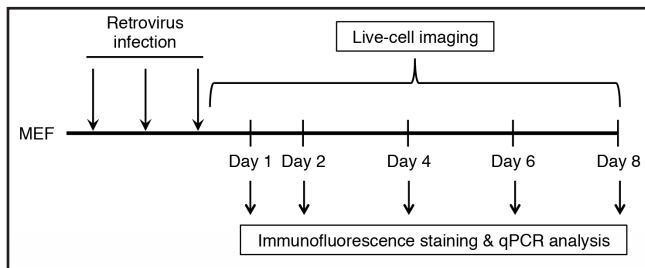 Retrovirus
infection
Live-cell imaging
MEF
Day 1 Day 2 Day 4 Day 6 Day 8
Immunofluorescence staining & qPCR analysis